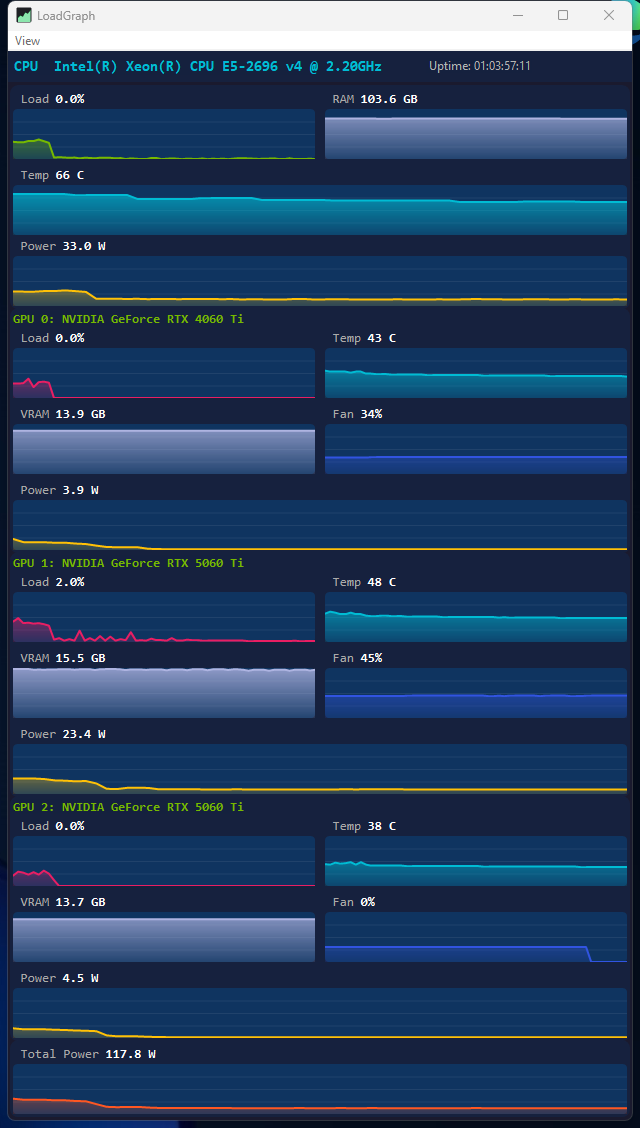 LoadGraph
View
CPU Intel(R) Xeon(R) CPU E5-2696 v4 @ 2.20GHz Uptime: 01:03:57:11
Load 0.0% RAM 103.6 GB
Temp 66 C
Power 33.0 W
GPU 0: NVIDIA GeForce RTX 4060 Ti
Load 0.0% Temp 43 C
VRAM 13.9 GB Fan 34%
Power 3.9 W
GPU 1: NVIDIA GeForce RTX 5060 Ti
Load 2.0% Temp 48 C
VRAM 15.5 GB Fan 45%
Power 23.4 W
GPU 2: NVIDIA GeForce RTX 5060 Ti
Load 0.0% Temp 38 C
VRAM 13.7 GB Fan 0%
Power 4.5 W
Total Power 117.8 W